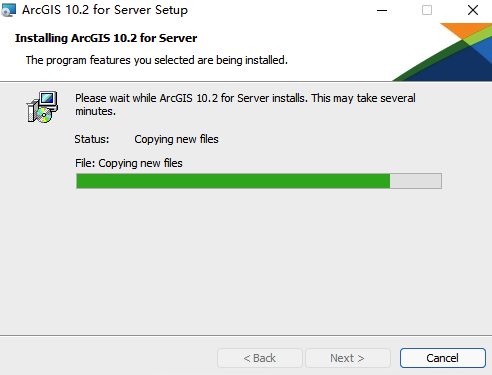 ArcGIS 10.2 for Server Setup
Installing ArcGIS 10.2 for Server
The program features you selected are being installed.
Please wait while ArcGIS 10.2 for Server installs. This may take several
minutes.
Status: Copying new files
File: Copying new files
< Back Next > Cancel